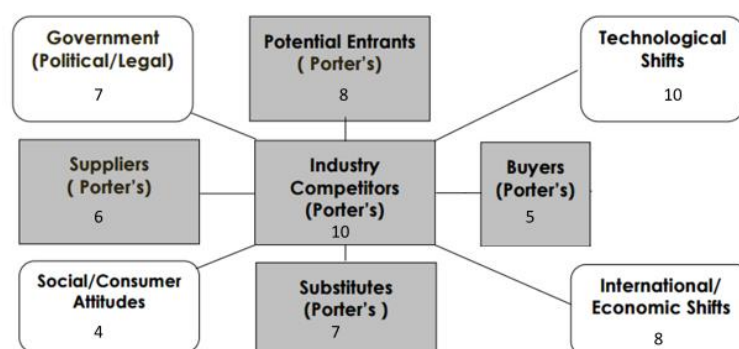 Government
(Political/Legal)
7
Potential Entrants
( Porter's)
8
Technological
Shifts
10
Suppliers
( Porter's)
6
Industry
Competitors
(Porter's)
10
Buyers
(Porter's)
5
Social/Consumer
Attitudes
4
Substitutes
(Porter's )
7
International/
Economic Shifts
8